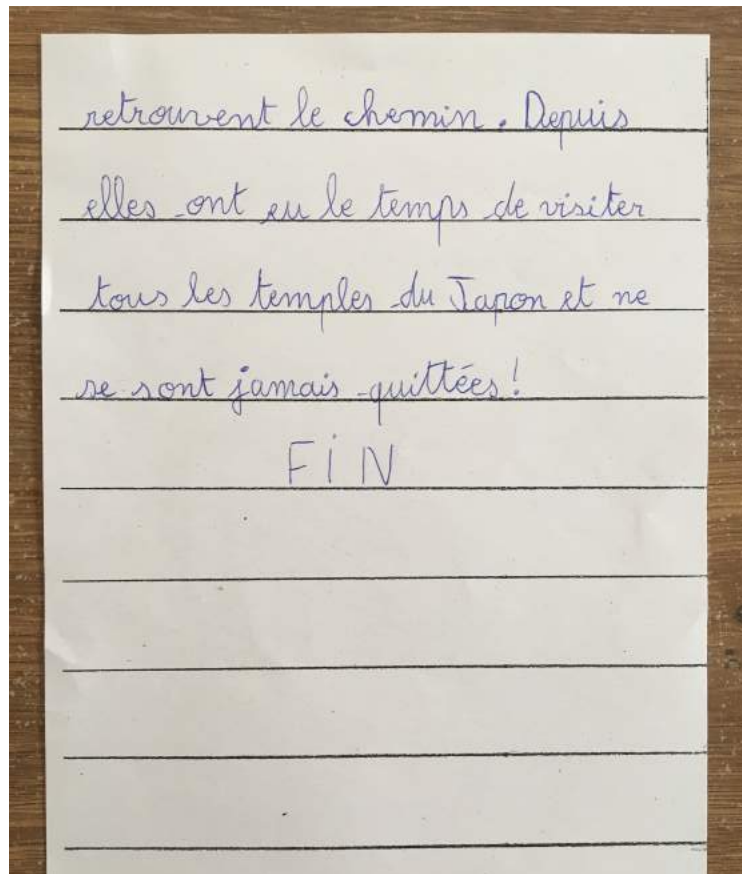 retrouvent le chemin. Depuis
elles ont eu le temps de visiter
tous les temples du Japon et ne
se sont jamais quittées!
FiN